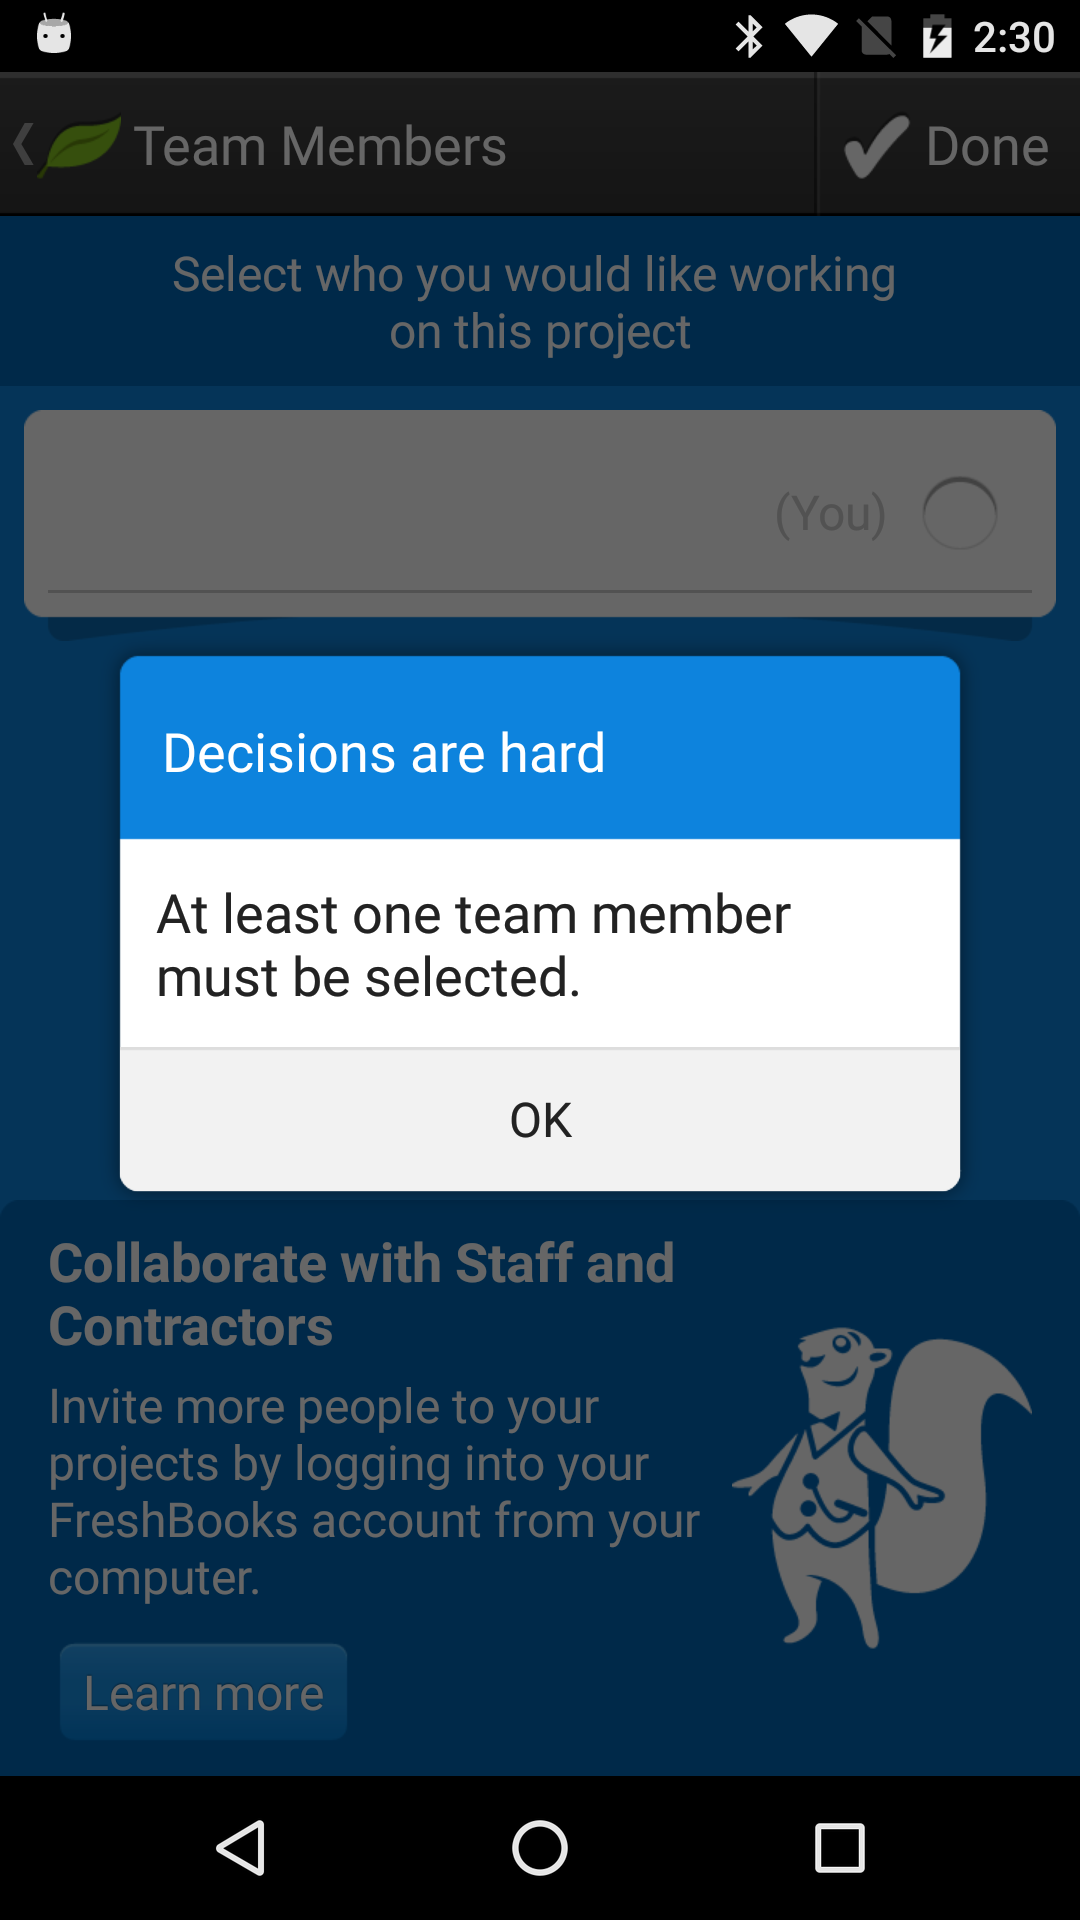 2:30
Team Members
Done
Select who you would like working
on this project
(You)
Decisions are hard
At least one team member
must be selected.
OK
Collaborate with Staff and
Contractors
Invite more people to your
projects by logging into your
FreshBooks account from your
computer.
Learn more